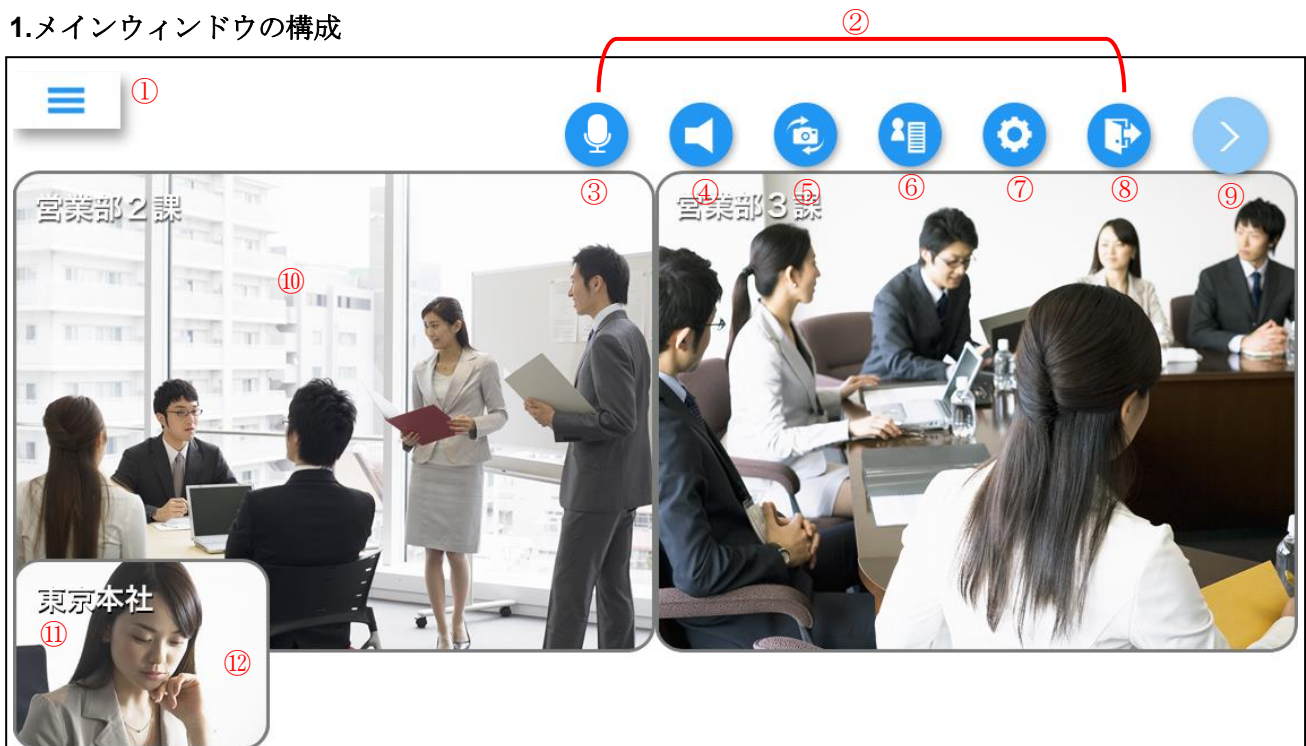 1.メインウィンドウの構成
②
①
③ ④ ⑤ ⑥ ⑦ ⑧ ⑨
営業部２課
営業部３課
⑩
東京本社
⑪
⑫